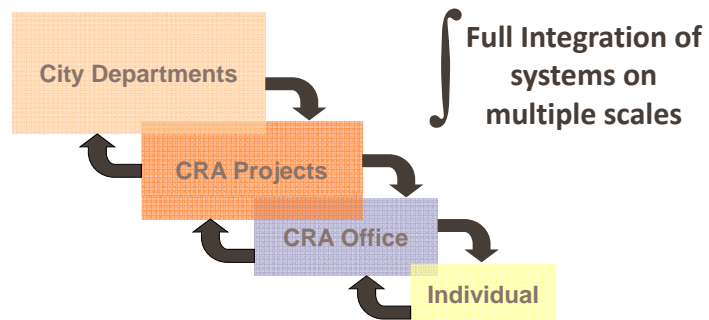 City Departments
Full Integration of
systems on
multiple scales
CRA Projects
CRA Office
Individual